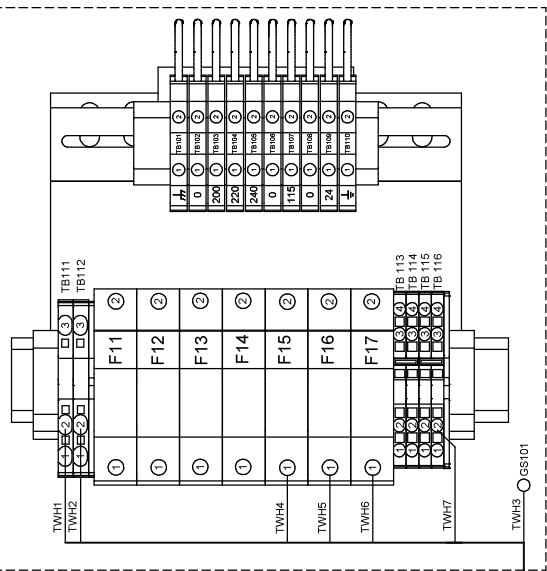 2 2 2 2 2 2 2 2 2 2
TB101 TB102 TB103 TB104 TB105 TB106 TB107 TB108 TB109 TB110
1 1 1 1 1 1 1 1 1 1
0 200 220 240 0 115 0 24
TB111 TB112
TB 113 TB 114 TB 115 TB 116
3 3
2 2 2 2 2 2 2
4 4 4 4
3 3 3 3
F11 F12 F13 F14 F15 F16 F17
2 2
2 2 2 2
1 1
1 1 1 1 1 1 1
1 1 1 1
GS101
TWH1 TWH2 TWH4 TWH5 TWH6 TWH7 TWH3